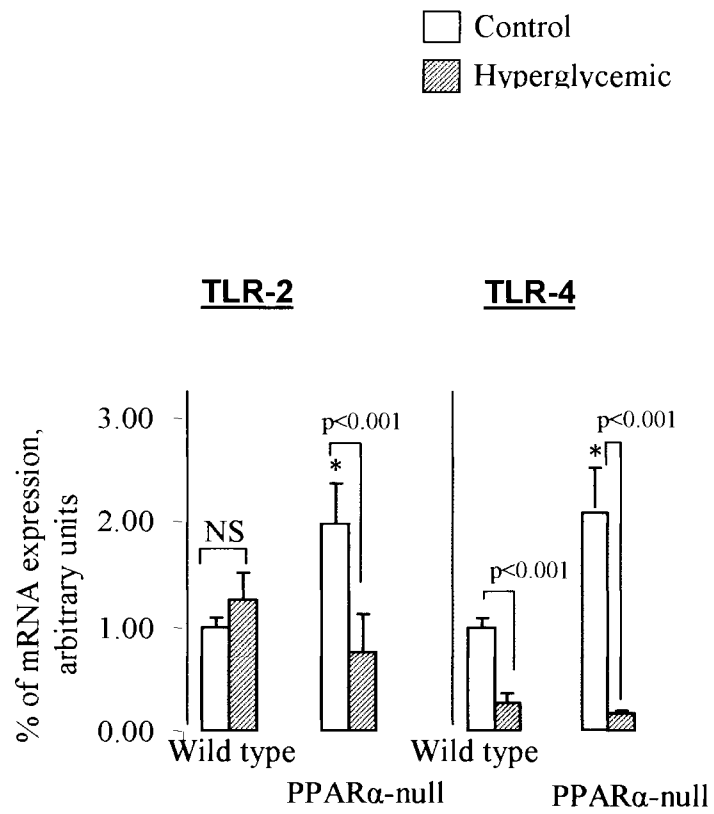 Control
Hyperglycemic
TLR-2
TLR-4
% of mRNA expression,
arbitrary units
3.00
2.00
1.00
0.00
NS
p<0.001
*
p<0.001
p<0.001
*
Wild type
PPARα-null
Wild type
PPARα-null